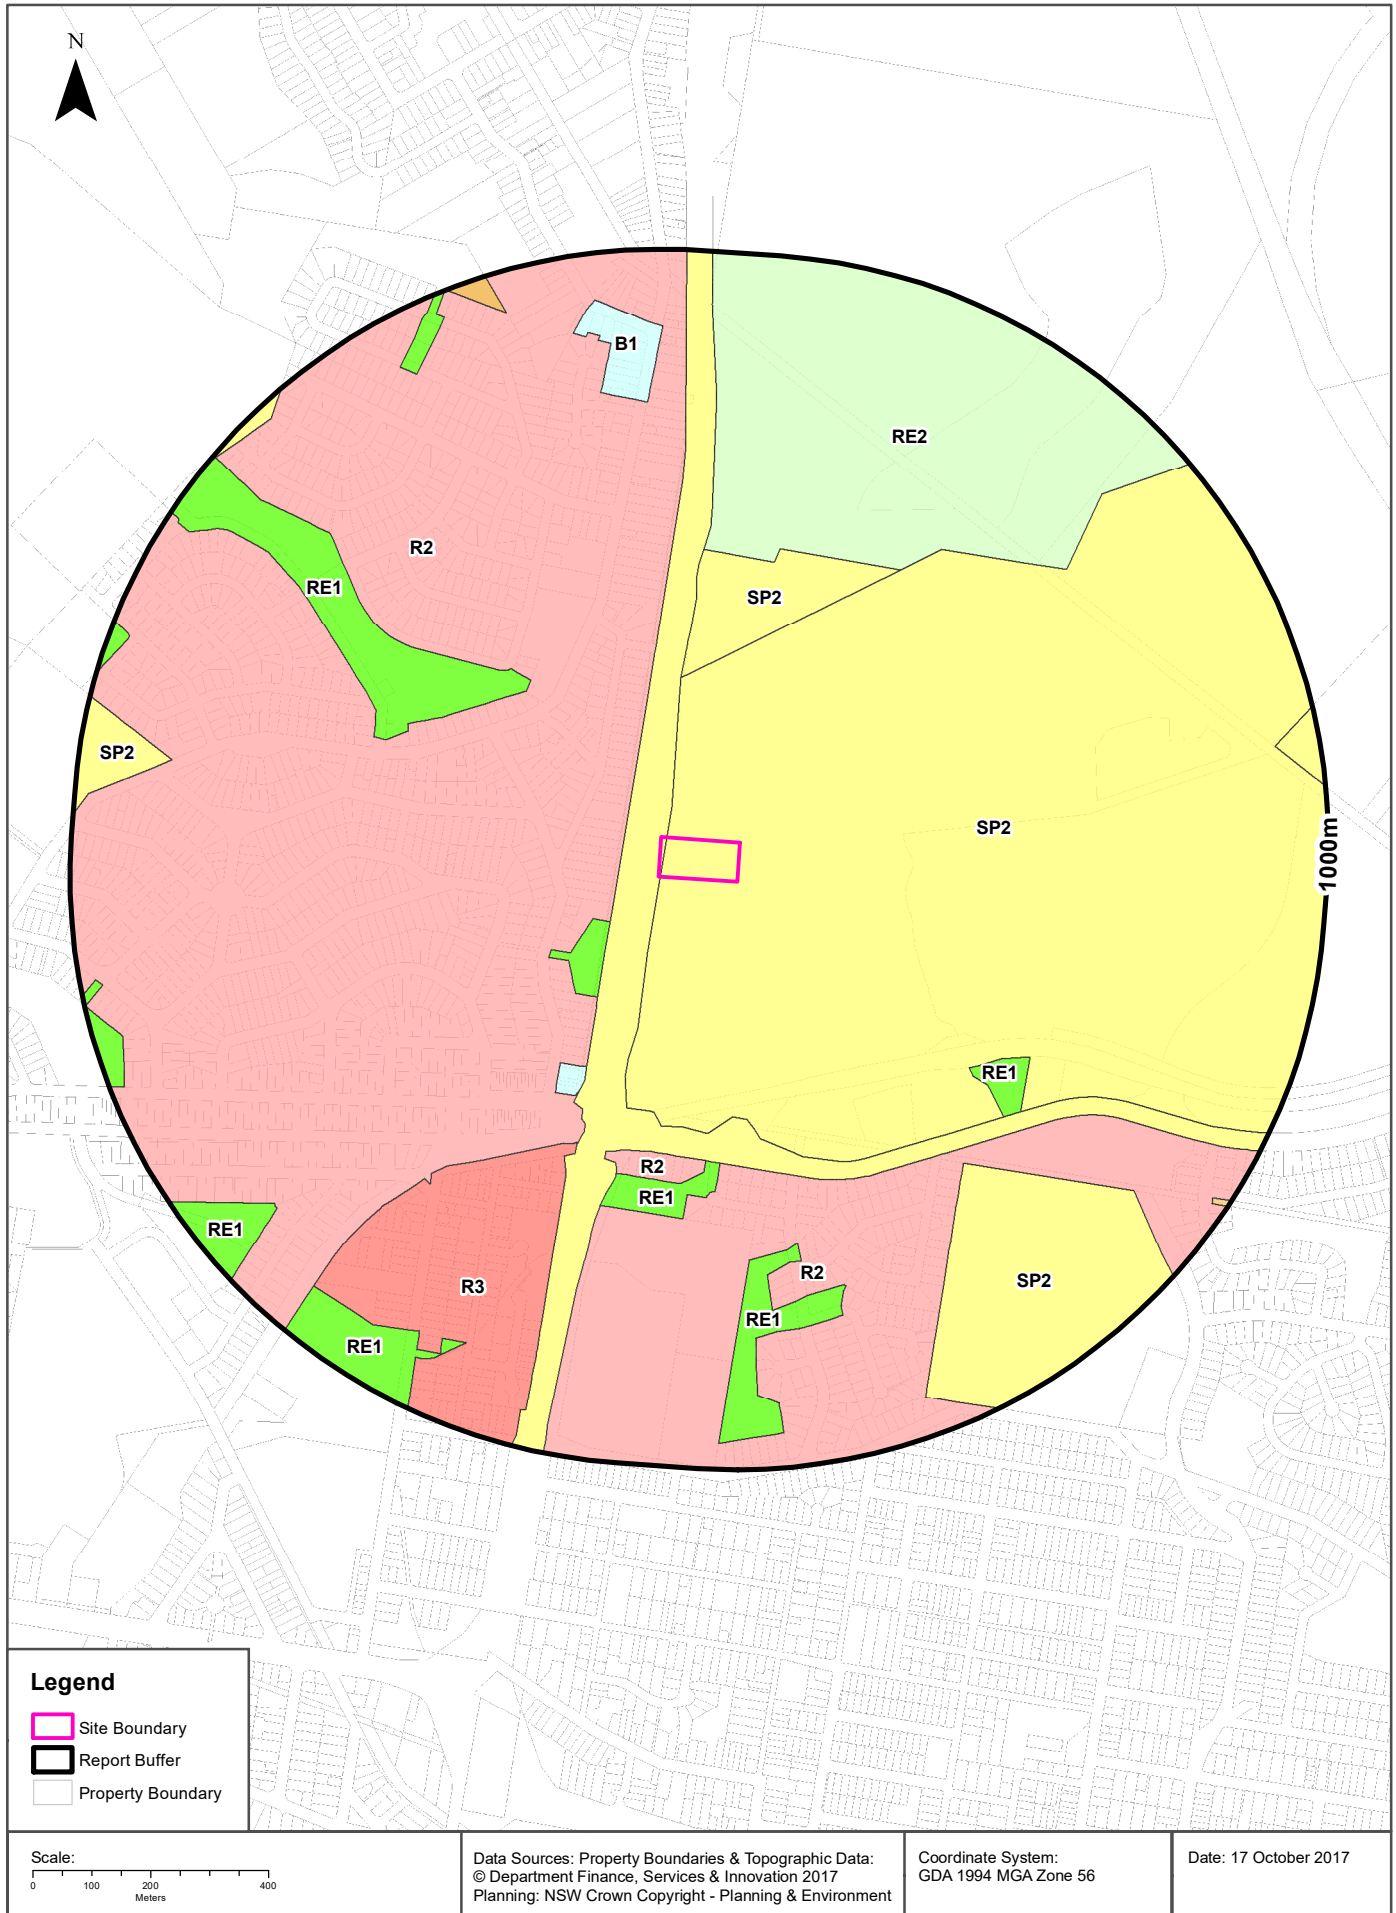 N
B1
RE2
R2
RE1
SP2
SP2
SP2
1000m
RE1
R2
RE1
RE1
R2
SP2
R3
RE1
RE1
Legend
Site Boundary
Report Buffer
Property Boundary
Scale:
0 100 200 400
Meters
Data Sources: Property Boundaries & Topographic Data:
© Department Finance, Services & Innovation 2017
Planning: NSW Crown Copyright - Planning & Environment
Coordinate System:
GDA 1994 MGA Zone 56
Date: 17 October 2017